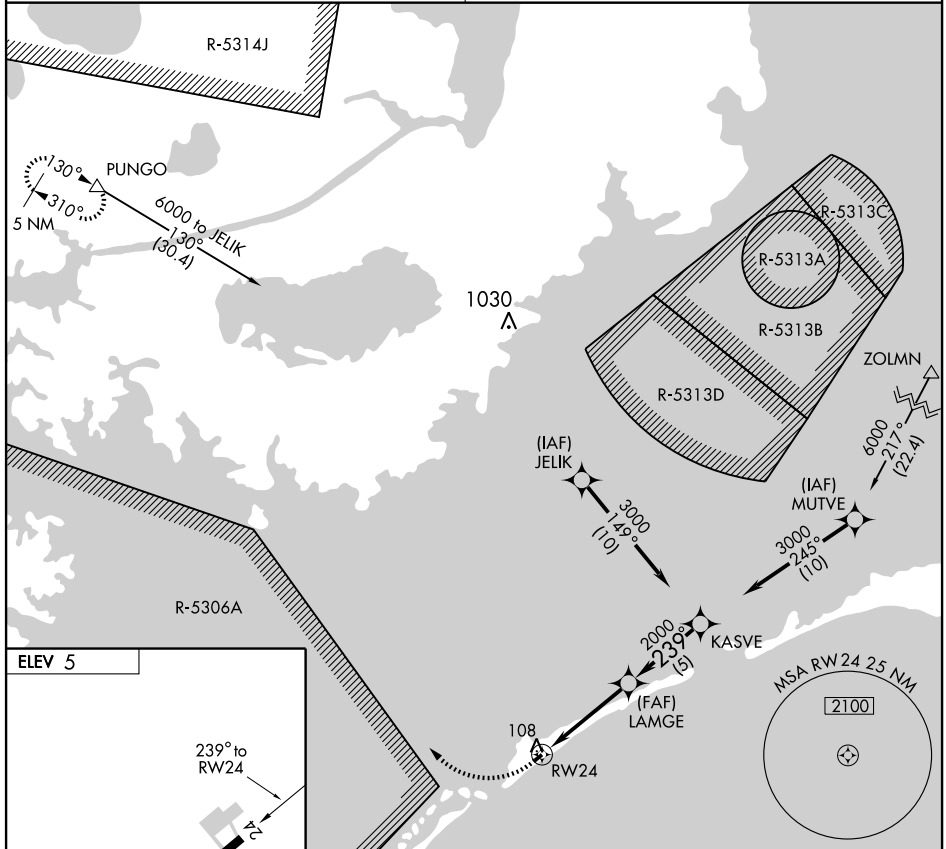 R-5314J
130°
310°
5 NM
PUNGO
6000 to JELIK
130°
(30.4)
1030
R-5313C
R-5313A
R-5313B
R-5313D
ZOLMN
6000
217°
(22.4)
(IAF)
JELIK
3000
149°
(10)
(IAF)
MUTVE
3000
245°
(10)
R-5306A
KASVE
2000
239°
(5)
(FAF)
LAMGE
108
RW24
MSA RW24 25 NM
2100
ELEV 5
239° to
RW24
24